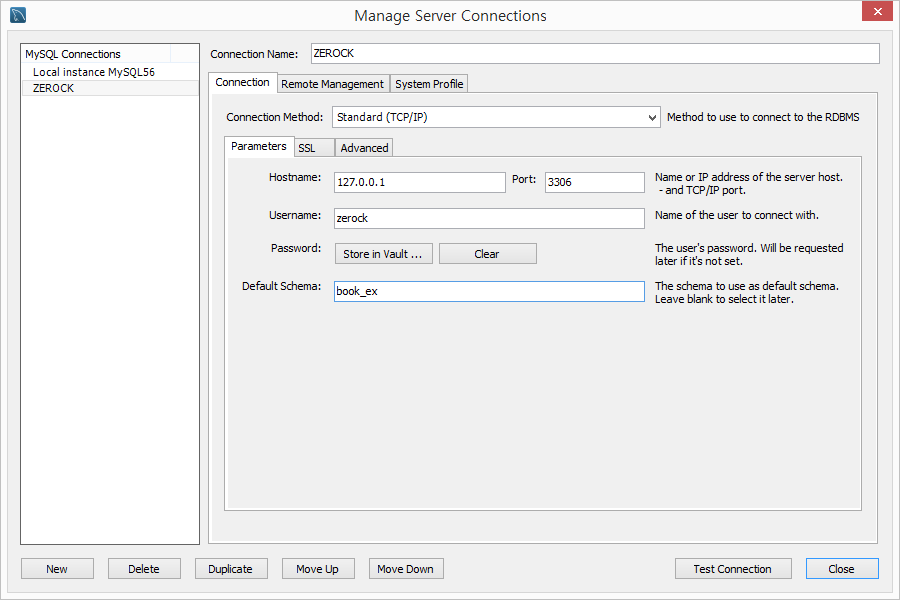 Manage Server Connections
MySQL Connections
Local instance MySQL56
ZEROCK
Connection Name: ZEROCK
Connection Remote Management System Profile
Connection Method: Standard (TCP/IP) Method to use to connect to the RDBMS
Parameters SSL Advanced
Hostname: 127.0.0.1 Port: 3306 Name or IP address of the server host.
- and TCP/IP port.
Username: zerock Name of the user to connect with.
Password: Store in Vault ... Clear The user's password. Will be requested
later if it's not set.
Default Schema: book_ex The schema to use as default schema.
Leave blank to select it later.
New Delete Duplicate Move Up Move Down Test Connection Close